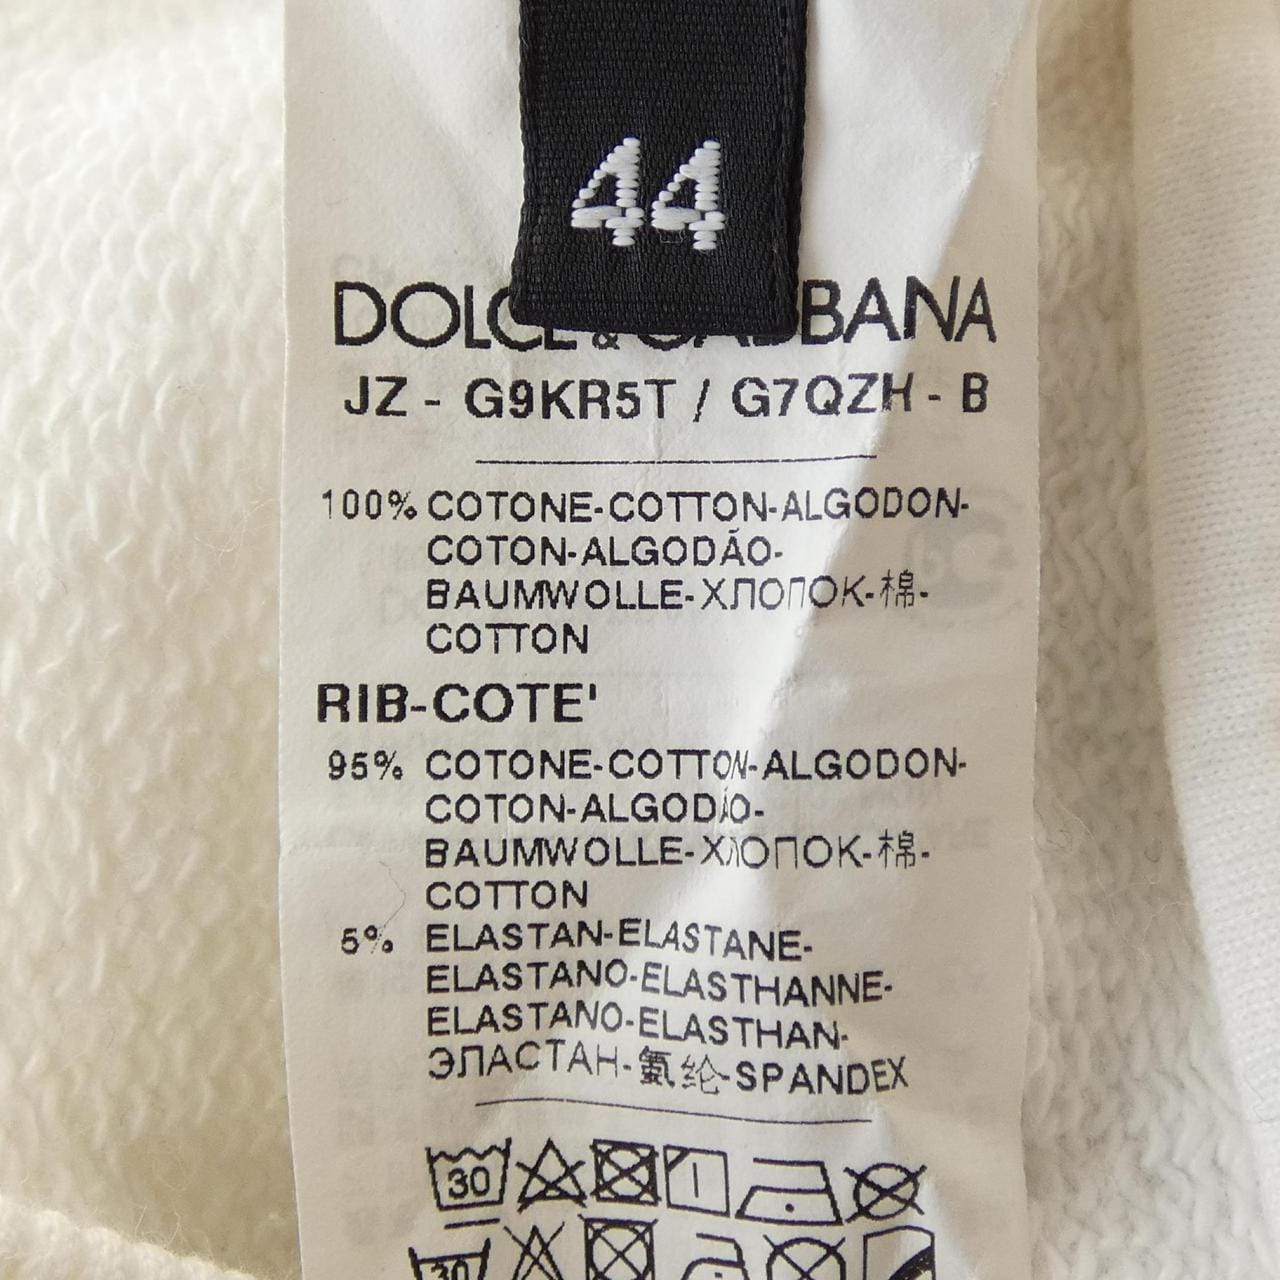 44
DOLCE & GABBANA
JZ - G9KR5T / G7QZH - B
100% COTONE-COTTON-ALGODON-
COTON-ALGODÃO-
BAUMWOLLE-ХЛОПОК-棉-
COTTON
RIB-COTE'
95% COTONE-COTTON-ALGODON-
COTON-ALGODÃO-
BAUMWOLLE-ХЛОПОК-棉-
COTTON
5% ELASTAN-ELASTANE-
ELASTANO-ELASTHANNE-
ELASTANO-ELASTHAN-
ЭЛАСТАН-氨纶-SPANDEX
30
30